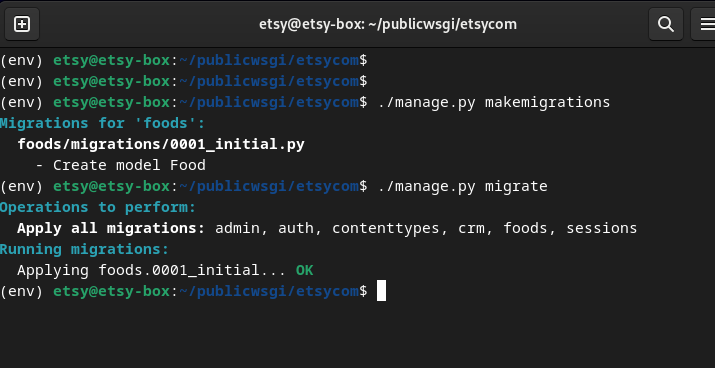 etsy@etsy-box: ~/publicwsgi/etsycom
(env) etsy@etsy-box:~/publicwsgi/etsycom$
(env) etsy@etsy-box:~/publicwsgi/etsycom$
(env) etsy@etsy-box:~/publicwsgi/etsycom$ ./manage.py makemigrations
Migrations for 'foods':
  foods/migrations/0001_initial.py
    - Create model Food
(env) etsy@etsy-box:~/publicwsgi/etsycom$ ./manage.py migrate
Operations to perform:
  Apply all migrations: admin, auth, contenttypes, crm, foods, sessions
Running migrations:
  Applying foods.0001_initial... OK
(env) etsy@etsy-box:~/publicwsgi/etsycom$